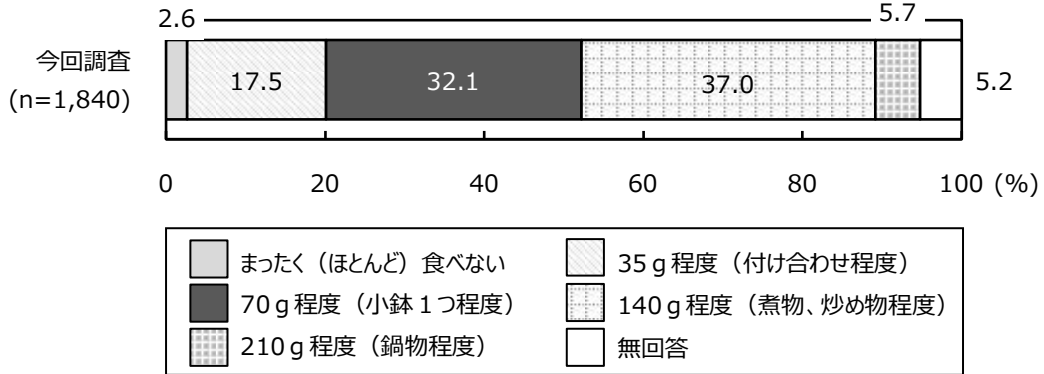 2.6 5.7
今回調査
(n=1,840)
17.5 32.1 37.0 5.2
0 20 40 60 80 100 (%)
まったく（ほとんど）食べない 35ｇ程度（付け合わせ程度）
70ｇ程度（小鉢１つ程度） 140ｇ程度（煮物、炒め物程度）
210ｇ程度（鍋物程度） 無回答